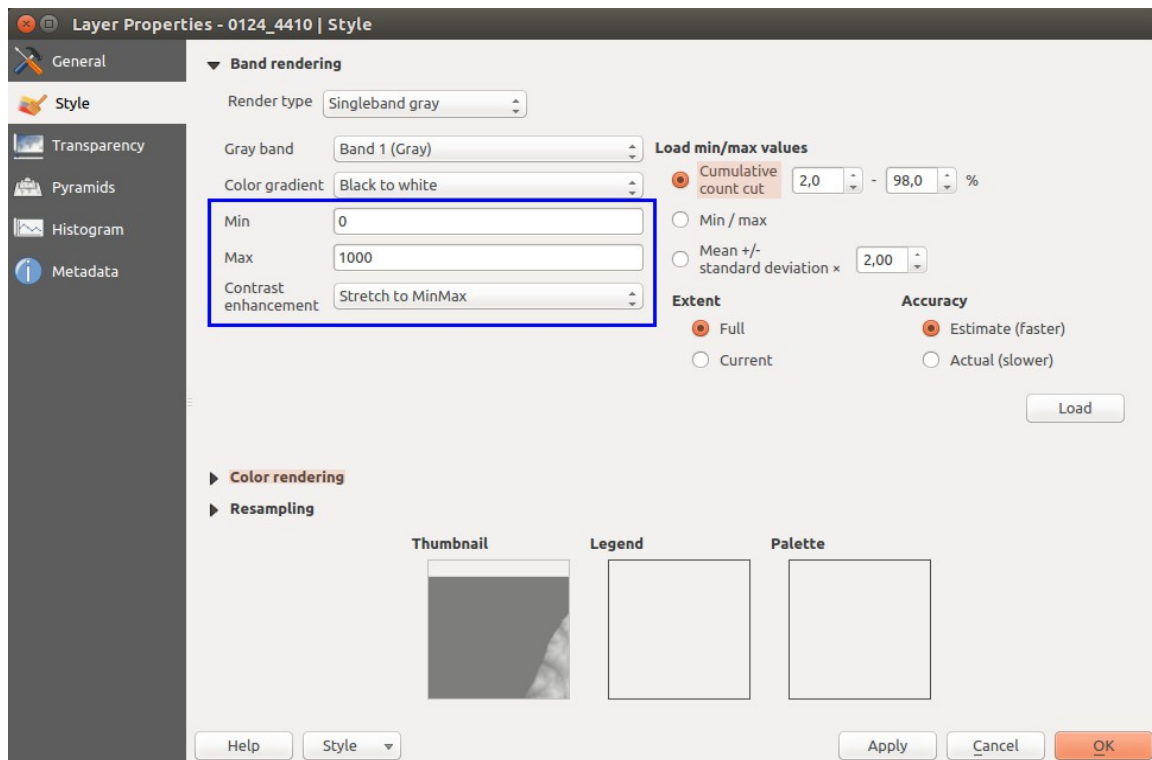 Layer Properties - 0124_4410 | Style
General
Style
Transparency
Pyramids
Histogram
Metadata
Band rendering
Render type Singleband gray
Gray band Band 1 (Gray)
Color gradient Black to white
Min 0
Max 1000
Contrast
enhancement Stretch to MinMax
Load min/max values
Cumulative
count cut 2,0 - 98,0 %
Min / max
Mean +/-
standard deviation × 2,00
Extent
Full
Current
Accuracy
Estimate (faster)
Actual (slower)
Load
Color rendering
Resampling
Thumbnail Legend Palette
Help Style Apply Cancel OK